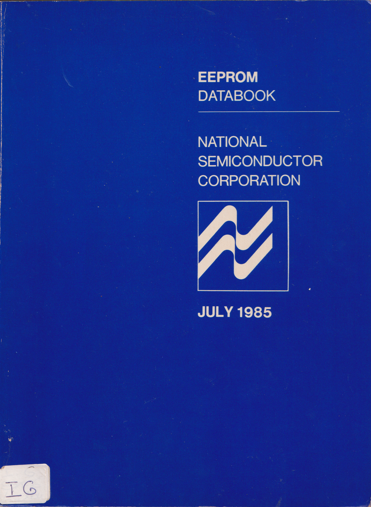 EEPROM
DATABOOK
NATIONAL
SEMICONDUCTOR
CORPORATION
JULY 1985
IG